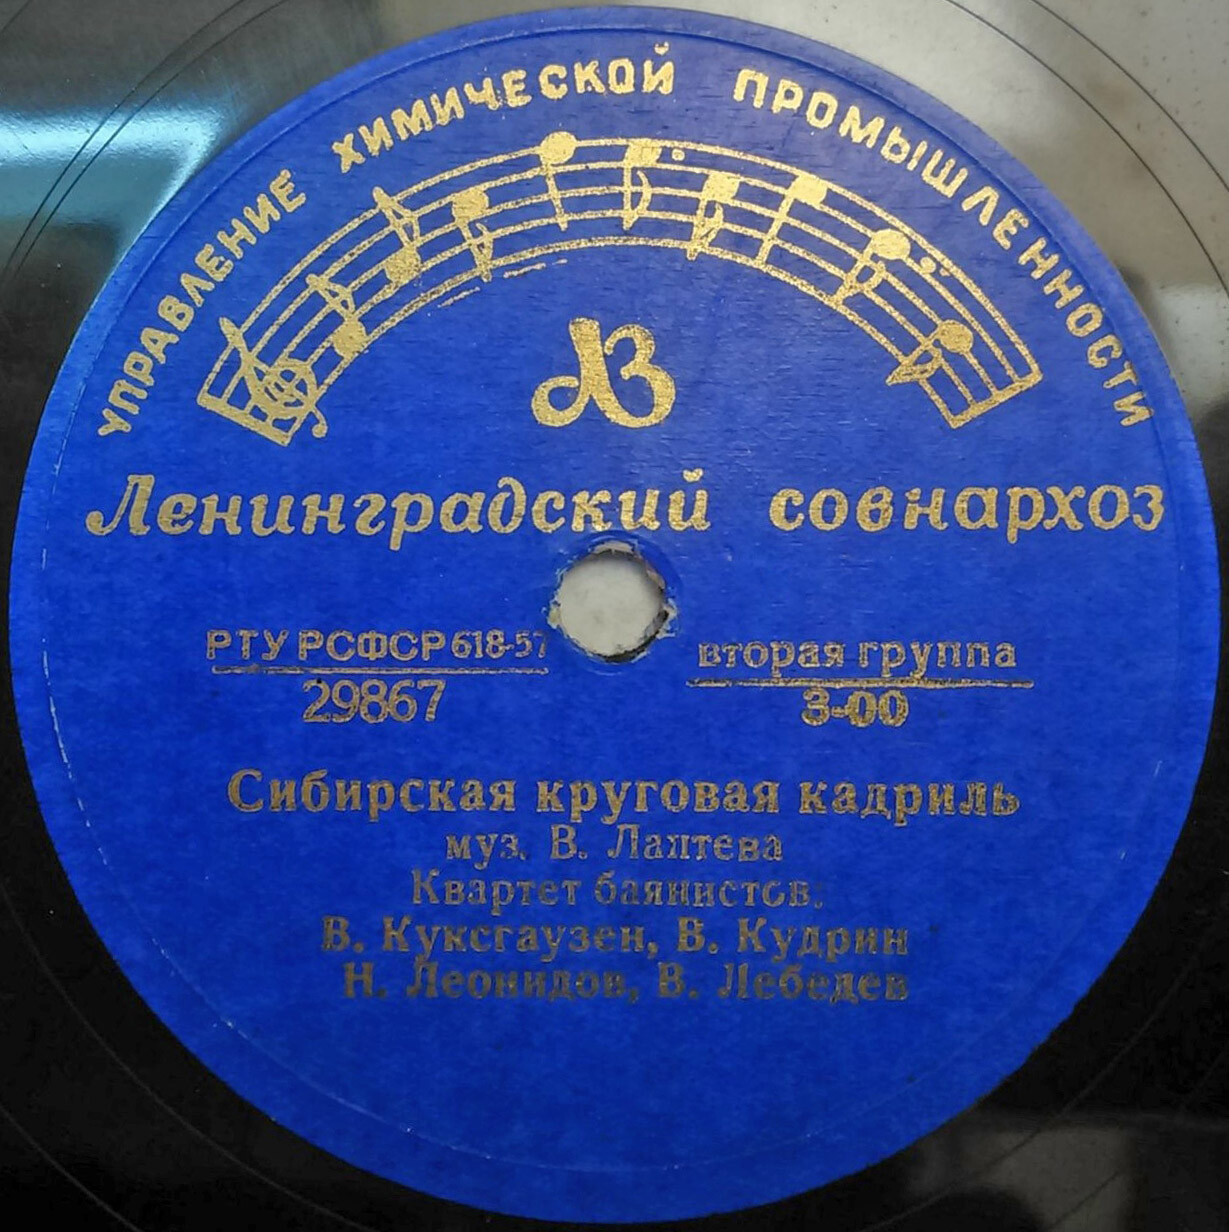 УПРАВЛЕНИЕ ХИМИЧЕСКОЙ ПРОМЫШЛЕННОСТИ
ЛЗ
Ленинградский совнархоз
РТУ РСФСР 618-57
29867
вторая группа
3-00
Сибирская круговая кадриль
муз. В. Лаптева
Квартет баянистов:
В. Куксгаузен, В. Кудрин
Н. Леонидов, В. Лебедев